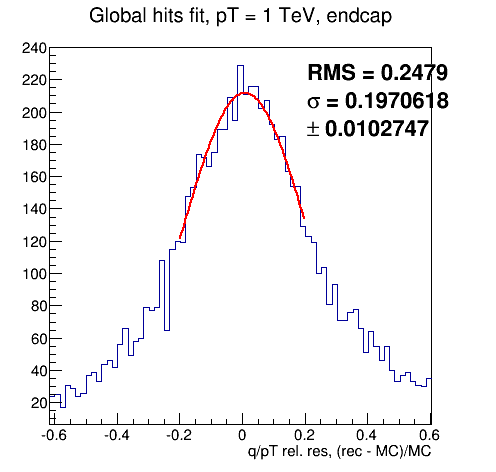 Global hits fit, pT = 1 TeV, endcap
RMS = 0.2479
σ = 0.1970618
± 0.0102747
240
220
200
180
160
140
120
100
80
60
40
20
-0.6 -0.4 -0.2 0 0.2 0.4 0.6
q/pT rel. res, (rec - MC)/MC